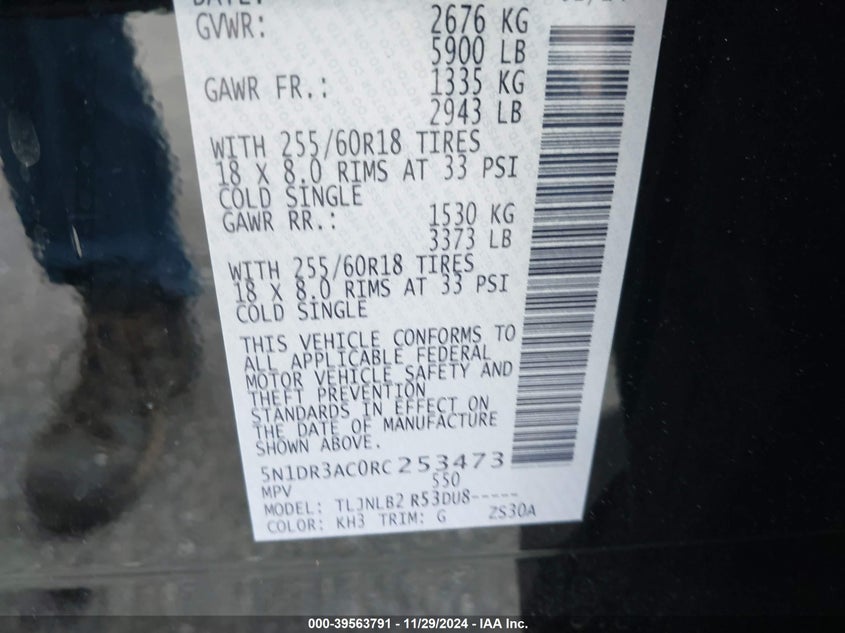 DATE:
GVWR: 2676 KG
5900 LB
GAWR FR.: 1335 KG
2943 LB
WITH 255/60R18 TIRES
18 X 8.0 RIMS AT 33 PSI
COLD SINGLE
GAWR RR.: 1530 KG
3373 LB
WITH 255/60R18 TIRES
18 X 8.0 RIMS AT 33 PSI
COLD SINGLE
THIS VEHICLE CONFORMS TO
ALL APPLICABLE FEDERAL
MOTOR VEHICLE SAFETY AND
THEFT PREVENTION
STANDARDS IN EFFECT ON
THE DATE OF MANUFACTURE
SHOWN ABOVE.
5N1DR3AC0RC253473
MPV 550
MODEL: TLJNLB2 R53DU8-----
COLOR: KH3 TRIM: G ZS30A
000-39563791 - 11/29/2024 - IAA Inc.